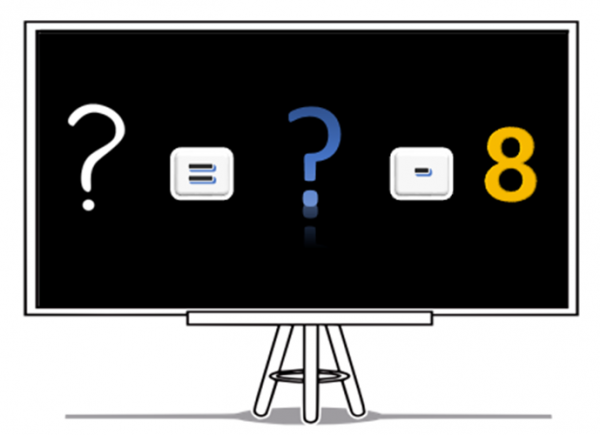 ? = ? - 8